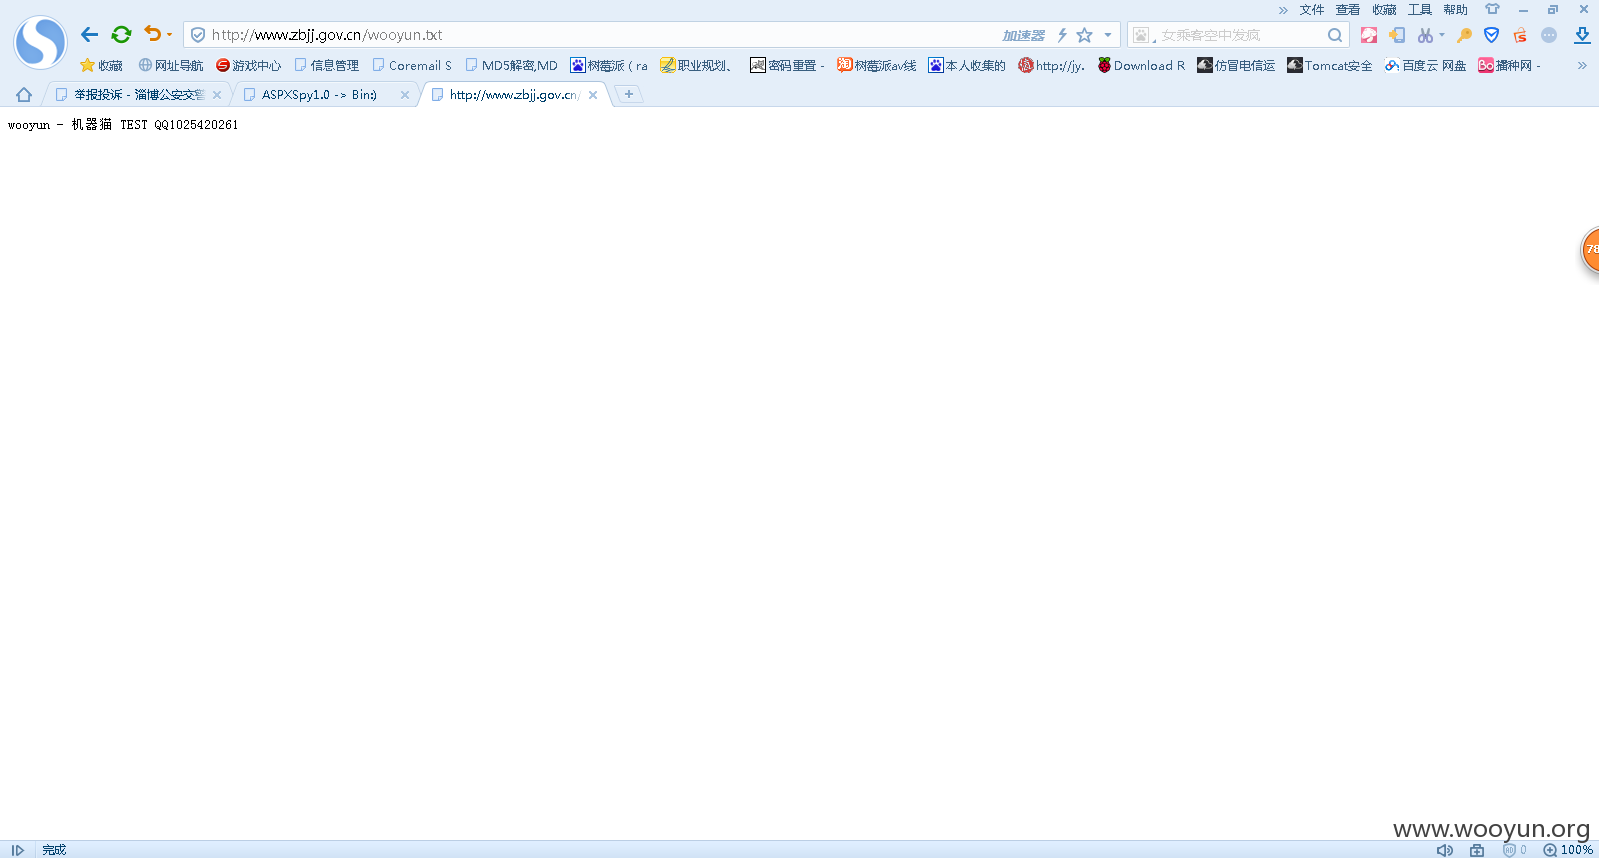 » 文件 查看 收藏 工具 帮助
http://www.zbjj.gov.cn/wooyun.txt 加速器 女乘客空中发疯
收藏 网址导航 游戏中心 信息管理 Coremail S MD5解密,MD 树莓派 ( ra 职业规划、 密码重置 - 树莓派av线 本人收集的 http://jy. Download R 仿冒电信运 Tomcat安全 百度云 网盘 播种网 - »
举报投诉 - 淄博公安交警 ASPXSpy1.0 -> Bin:) http://www.zbjj.gov.cn/
wooyun - 机器猫 TEST QQ1025420261
78
www.wooyun.org
完成 0 100%